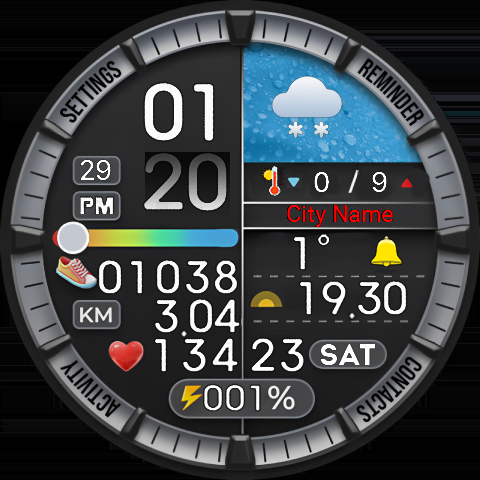 SETTINGS
REMINDER
01
20
29
PM
0 / 9
City Name
1°
01038
19.30
KM
3.04
134
23 SAT
001%
ACTIVITY
CONTACTS